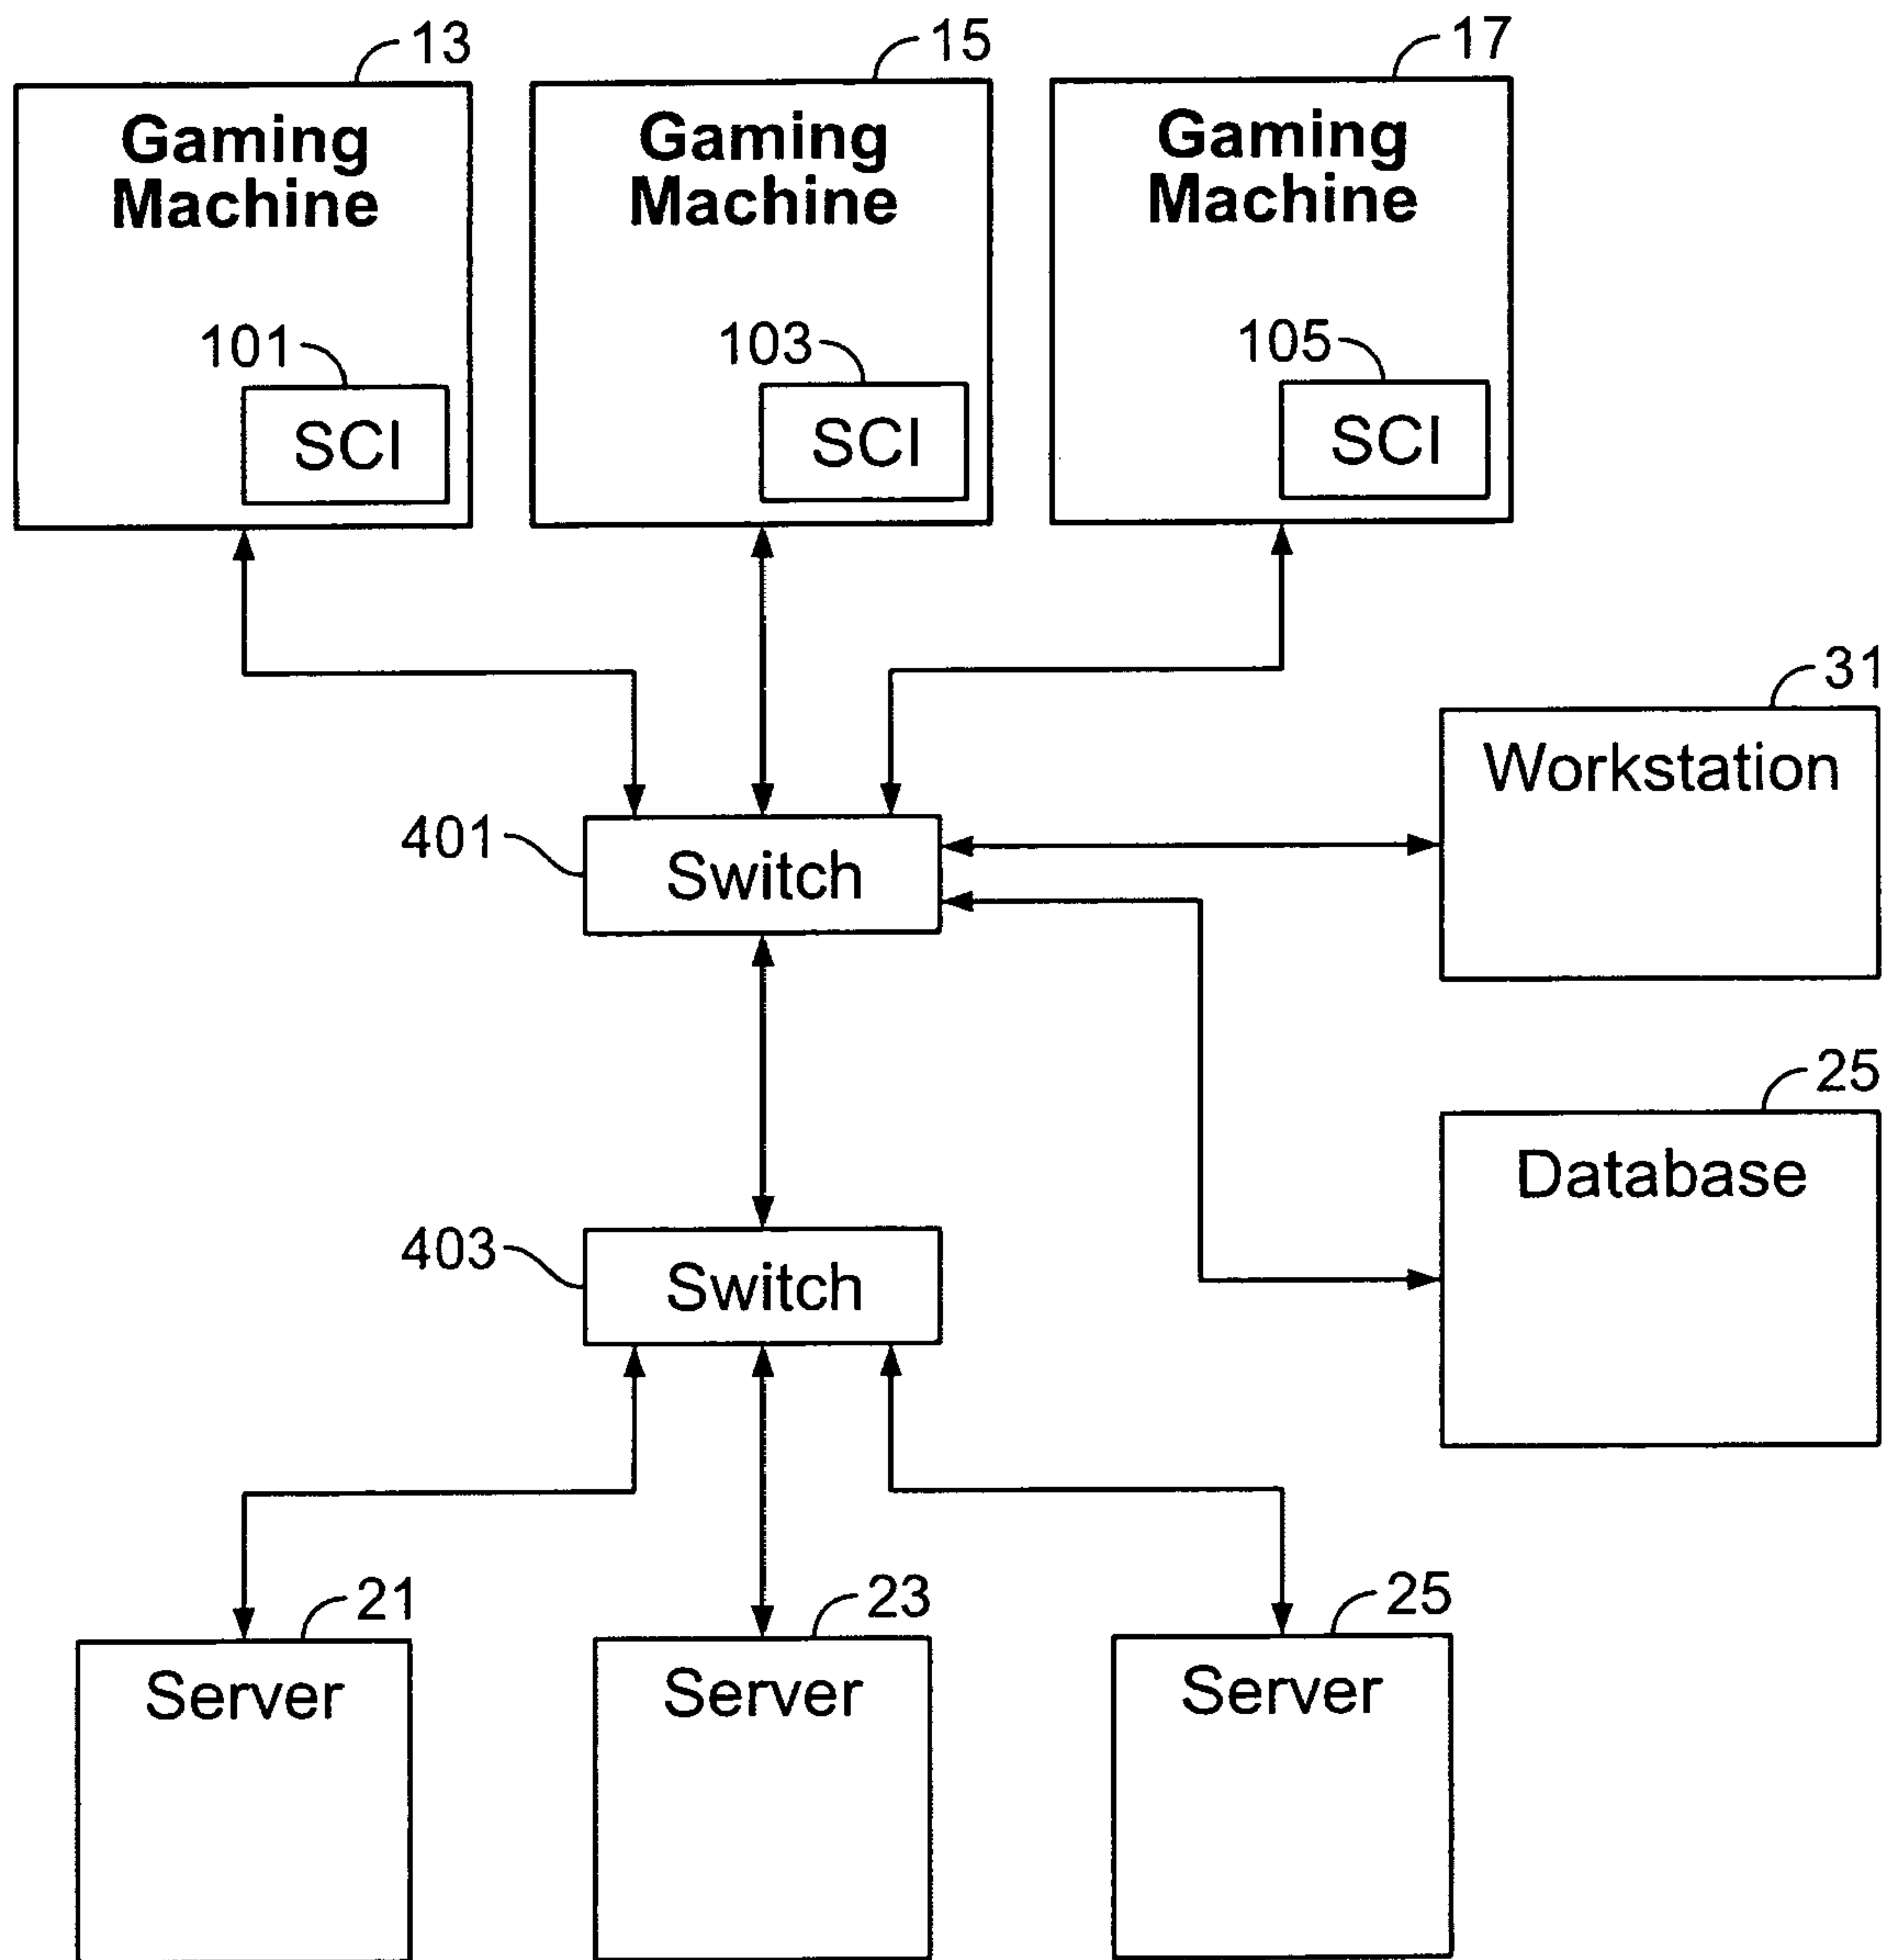 13
15
17
Gaming
Machine
Gaming
Machine
Gaming
Machine
101
103
105
SCI
SCI
SCI
31
Workstation
401
Switch
25
Database
403
Switch
21
23
25
Server
Server
Server